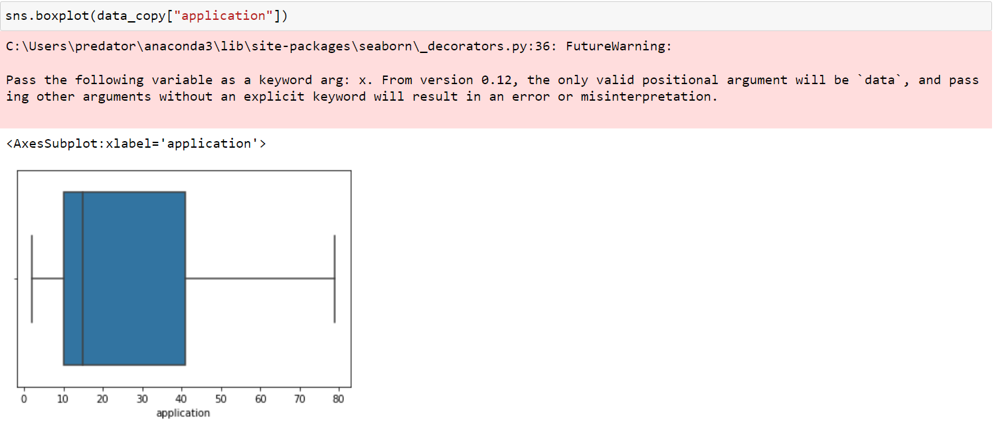 sns.boxplot(data_copy["application"])
C:\Users\predator\anaconda3\lib\site-packages\seaborn\_decorators.py:36: FutureWarning:
Pass the following variable as a keyword arg: x. From version 0.12, the only valid positional argument will be `data`, and pass
ing other arguments without an explicit keyword will result in an error or misinterpretation.
<AxesSubplot:xlabel='application'>
0 10 20 30 40 50 60 70 80
application